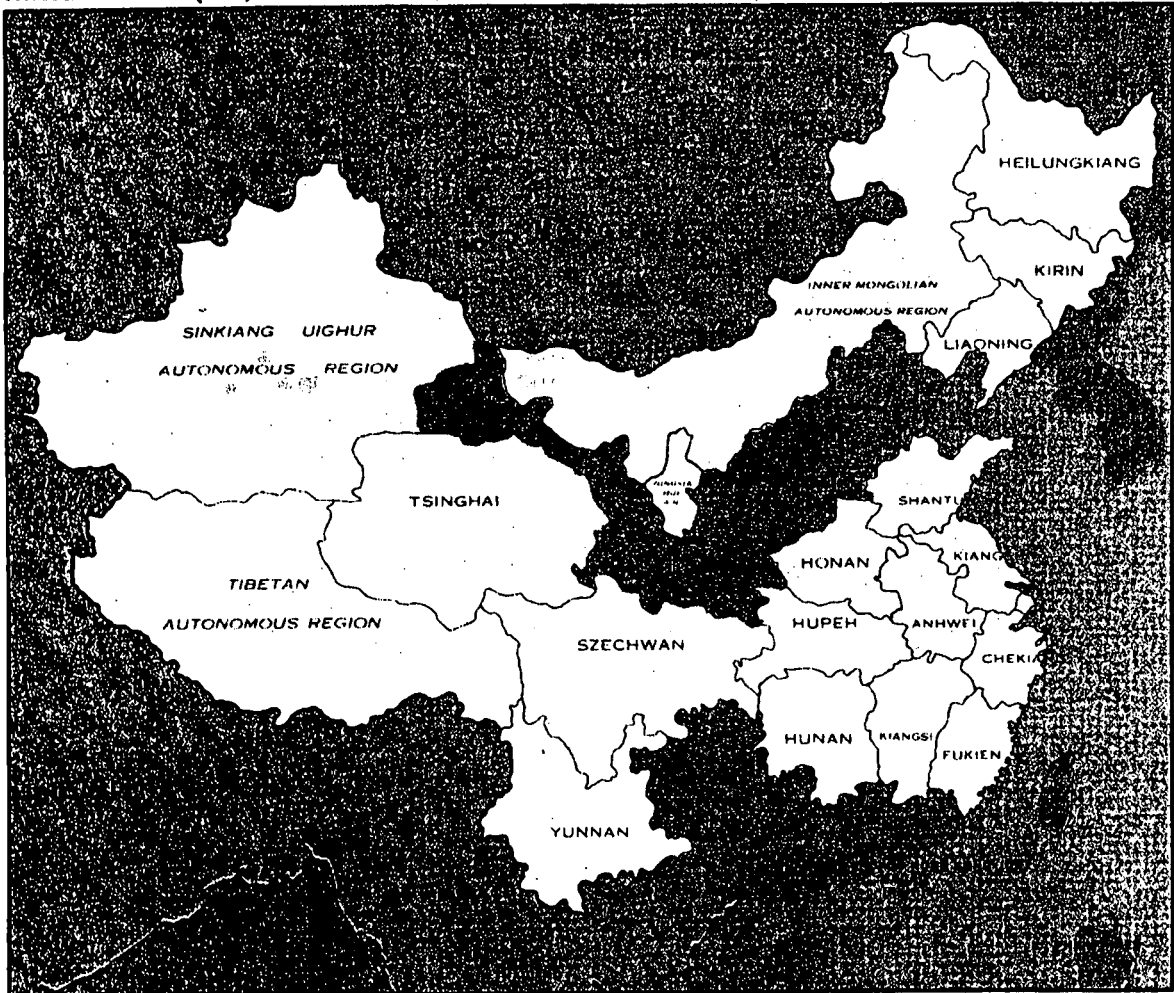 HEILUNGKIANG
KIRIN
INNER MONGOLIAN
AUTONOMOUS REGION
LIAONING
SINKIANG UIGHUR
AUTONOMOUS REGION
TSINGHAI
SHANTU
HONAN
KIANG
TIBETAN
AUTONOMOUS REGION
HUPEH
ANHWEI
SZECHWAN
CHEKIA
HUNAN
KIANGSI
FUKIEN
YUNNAN